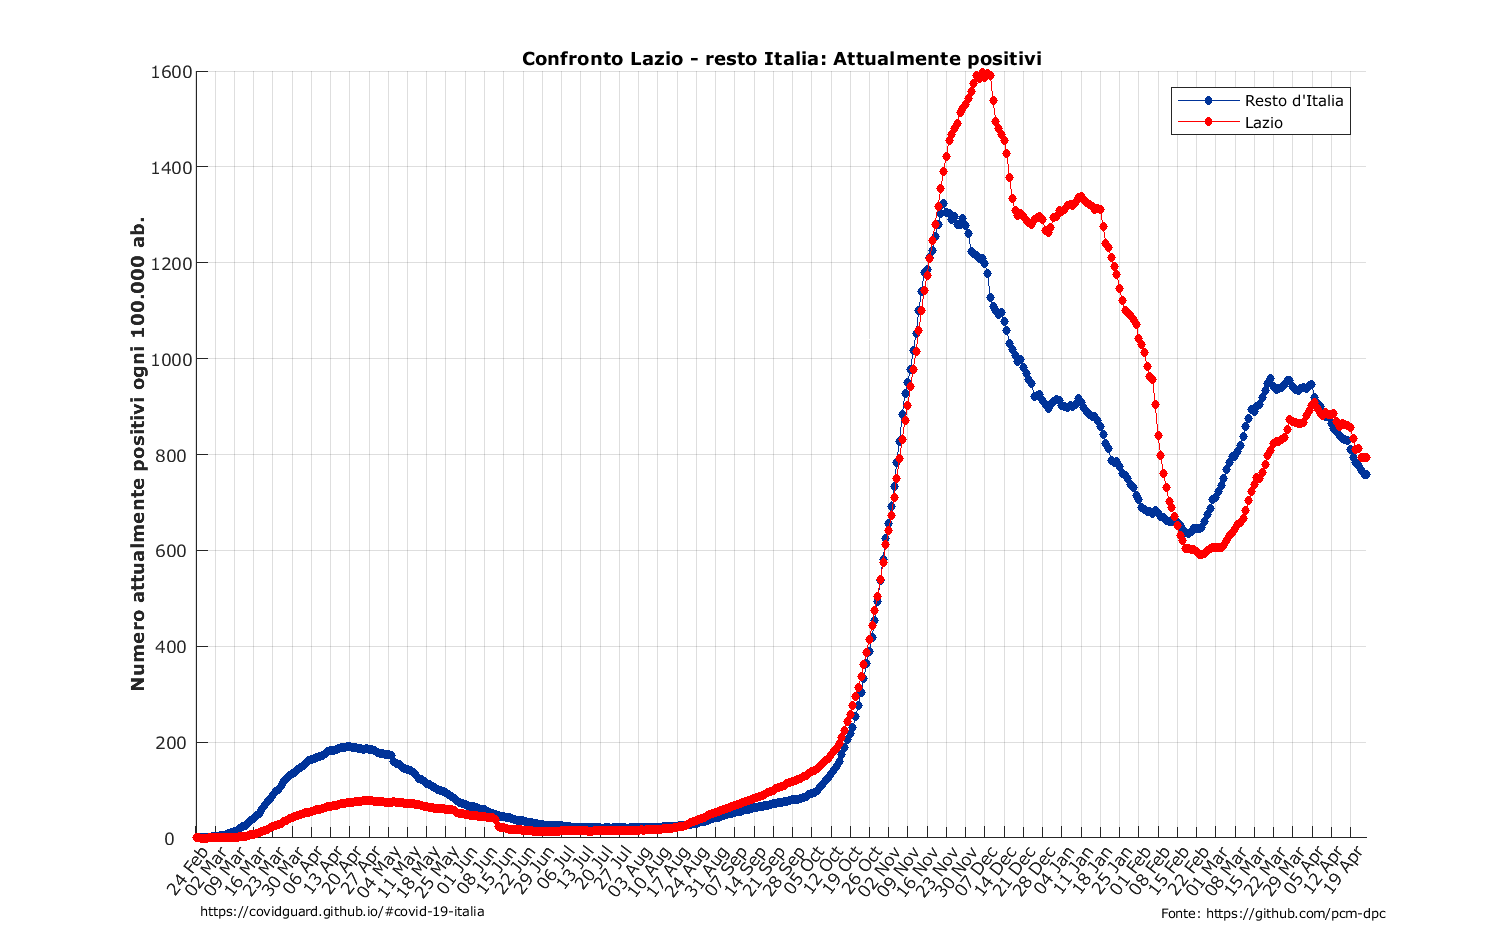 Confronto Lazio - resto Italia: Attualmente positivi
Resto d'Italia
Lazio
Numero attualmente positivi ogni 100.000 ab.
1600
1400
1200
1000
800
600
400
200
0
24 Feb
02 Mar
09 Mar
16 Mar
23 Mar
30 Mar
06 Apr
13 Apr
20 Apr
27 Apr
04 May
11 May
18 May
25 May
01 Jun
08 Jun
15 Jun
22 Jun
29 Jun
06 Jul
13 Jul
20 Jul
27 Jul
03 Aug
10 Aug
17 Aug
24 Aug
31 Aug
07 Sep
14 Sep
21 Sep
28 Sep
05 Oct
12 Oct
19 Oct
26 Oct
02 Nov
09 Nov
16 Nov
23 Nov
30 Nov
07 Dec
14 Dec
21 Dec
28 Dec
04 Jan
11 Jan
18 Jan
25 Jan
01 Feb
08 Feb
15 Feb
22 Feb
01 Mar
08 Mar
15 Mar
22 Mar
29 Mar
05 Apr
12 Apr
19 Apr
https://covidguard.github.io/#covid-19-italia
Fonte: https://github.com/pcm-dpc